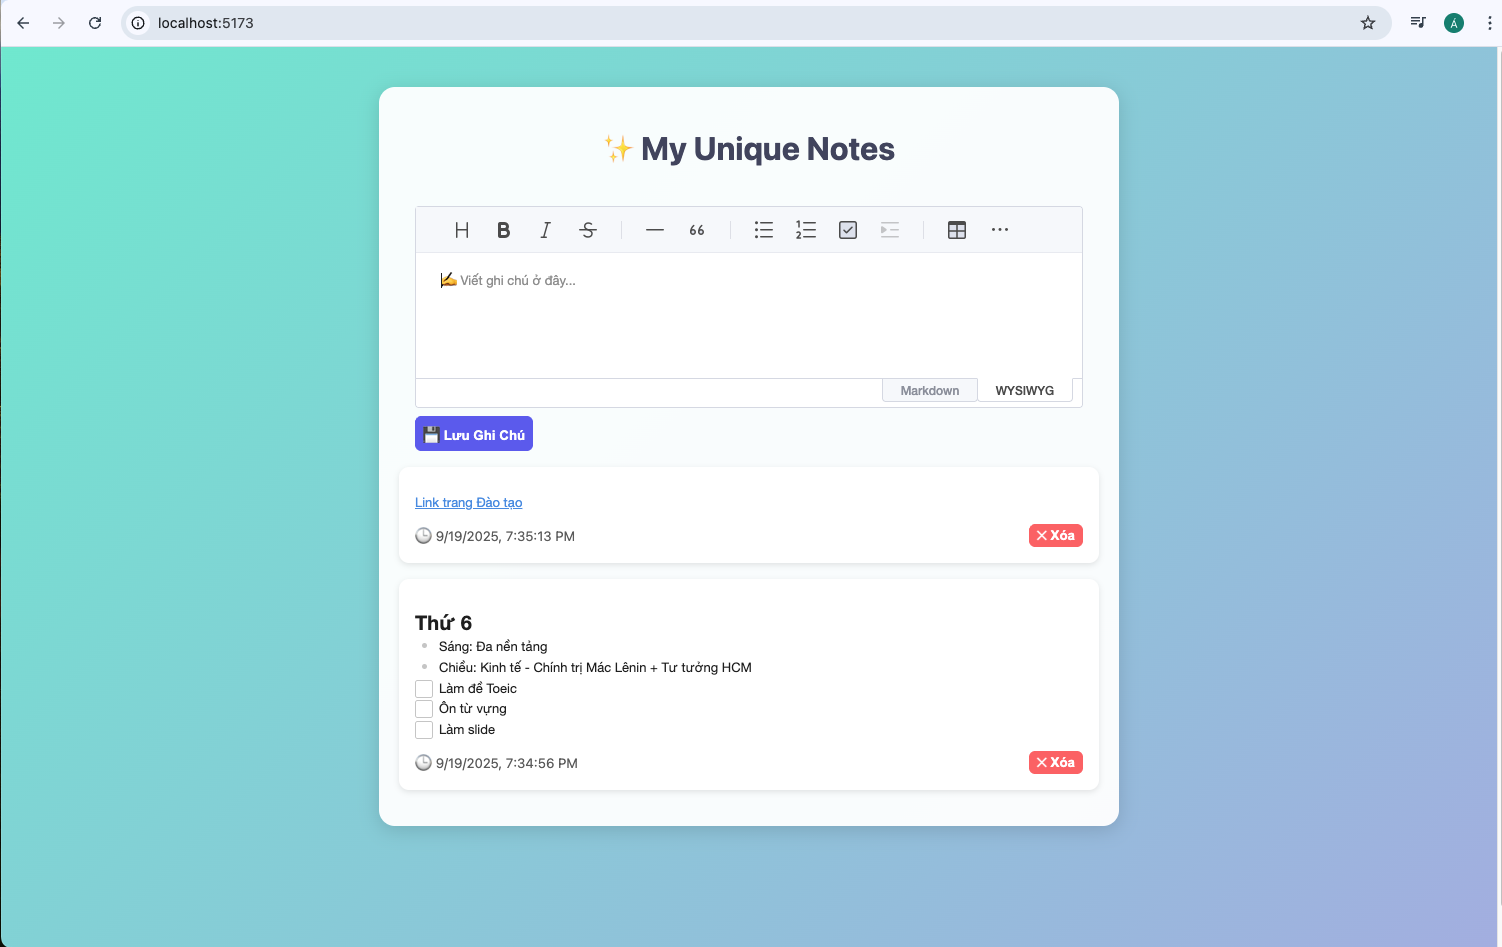 localhost:5173
Á
✨ My Unique Notes
H B I S — 66
✍️ Viết ghi chú ở đây...
Markdown WYSIWYG
💾 Lưu Ghi Chú
Link trang Đào tạo
🕒 9/19/2025, 7:35:13 PM ❌ Xóa
Thứ 6
• Sáng: Đa nền tảng
• Chiều: Kinh tế - Chính trị Mác Lênin + Tư tưởng HCM
Làm đề Toeic
Ôn từ vựng
Làm slide
🕒 9/19/2025, 7:34:56 PM ❌ Xóa